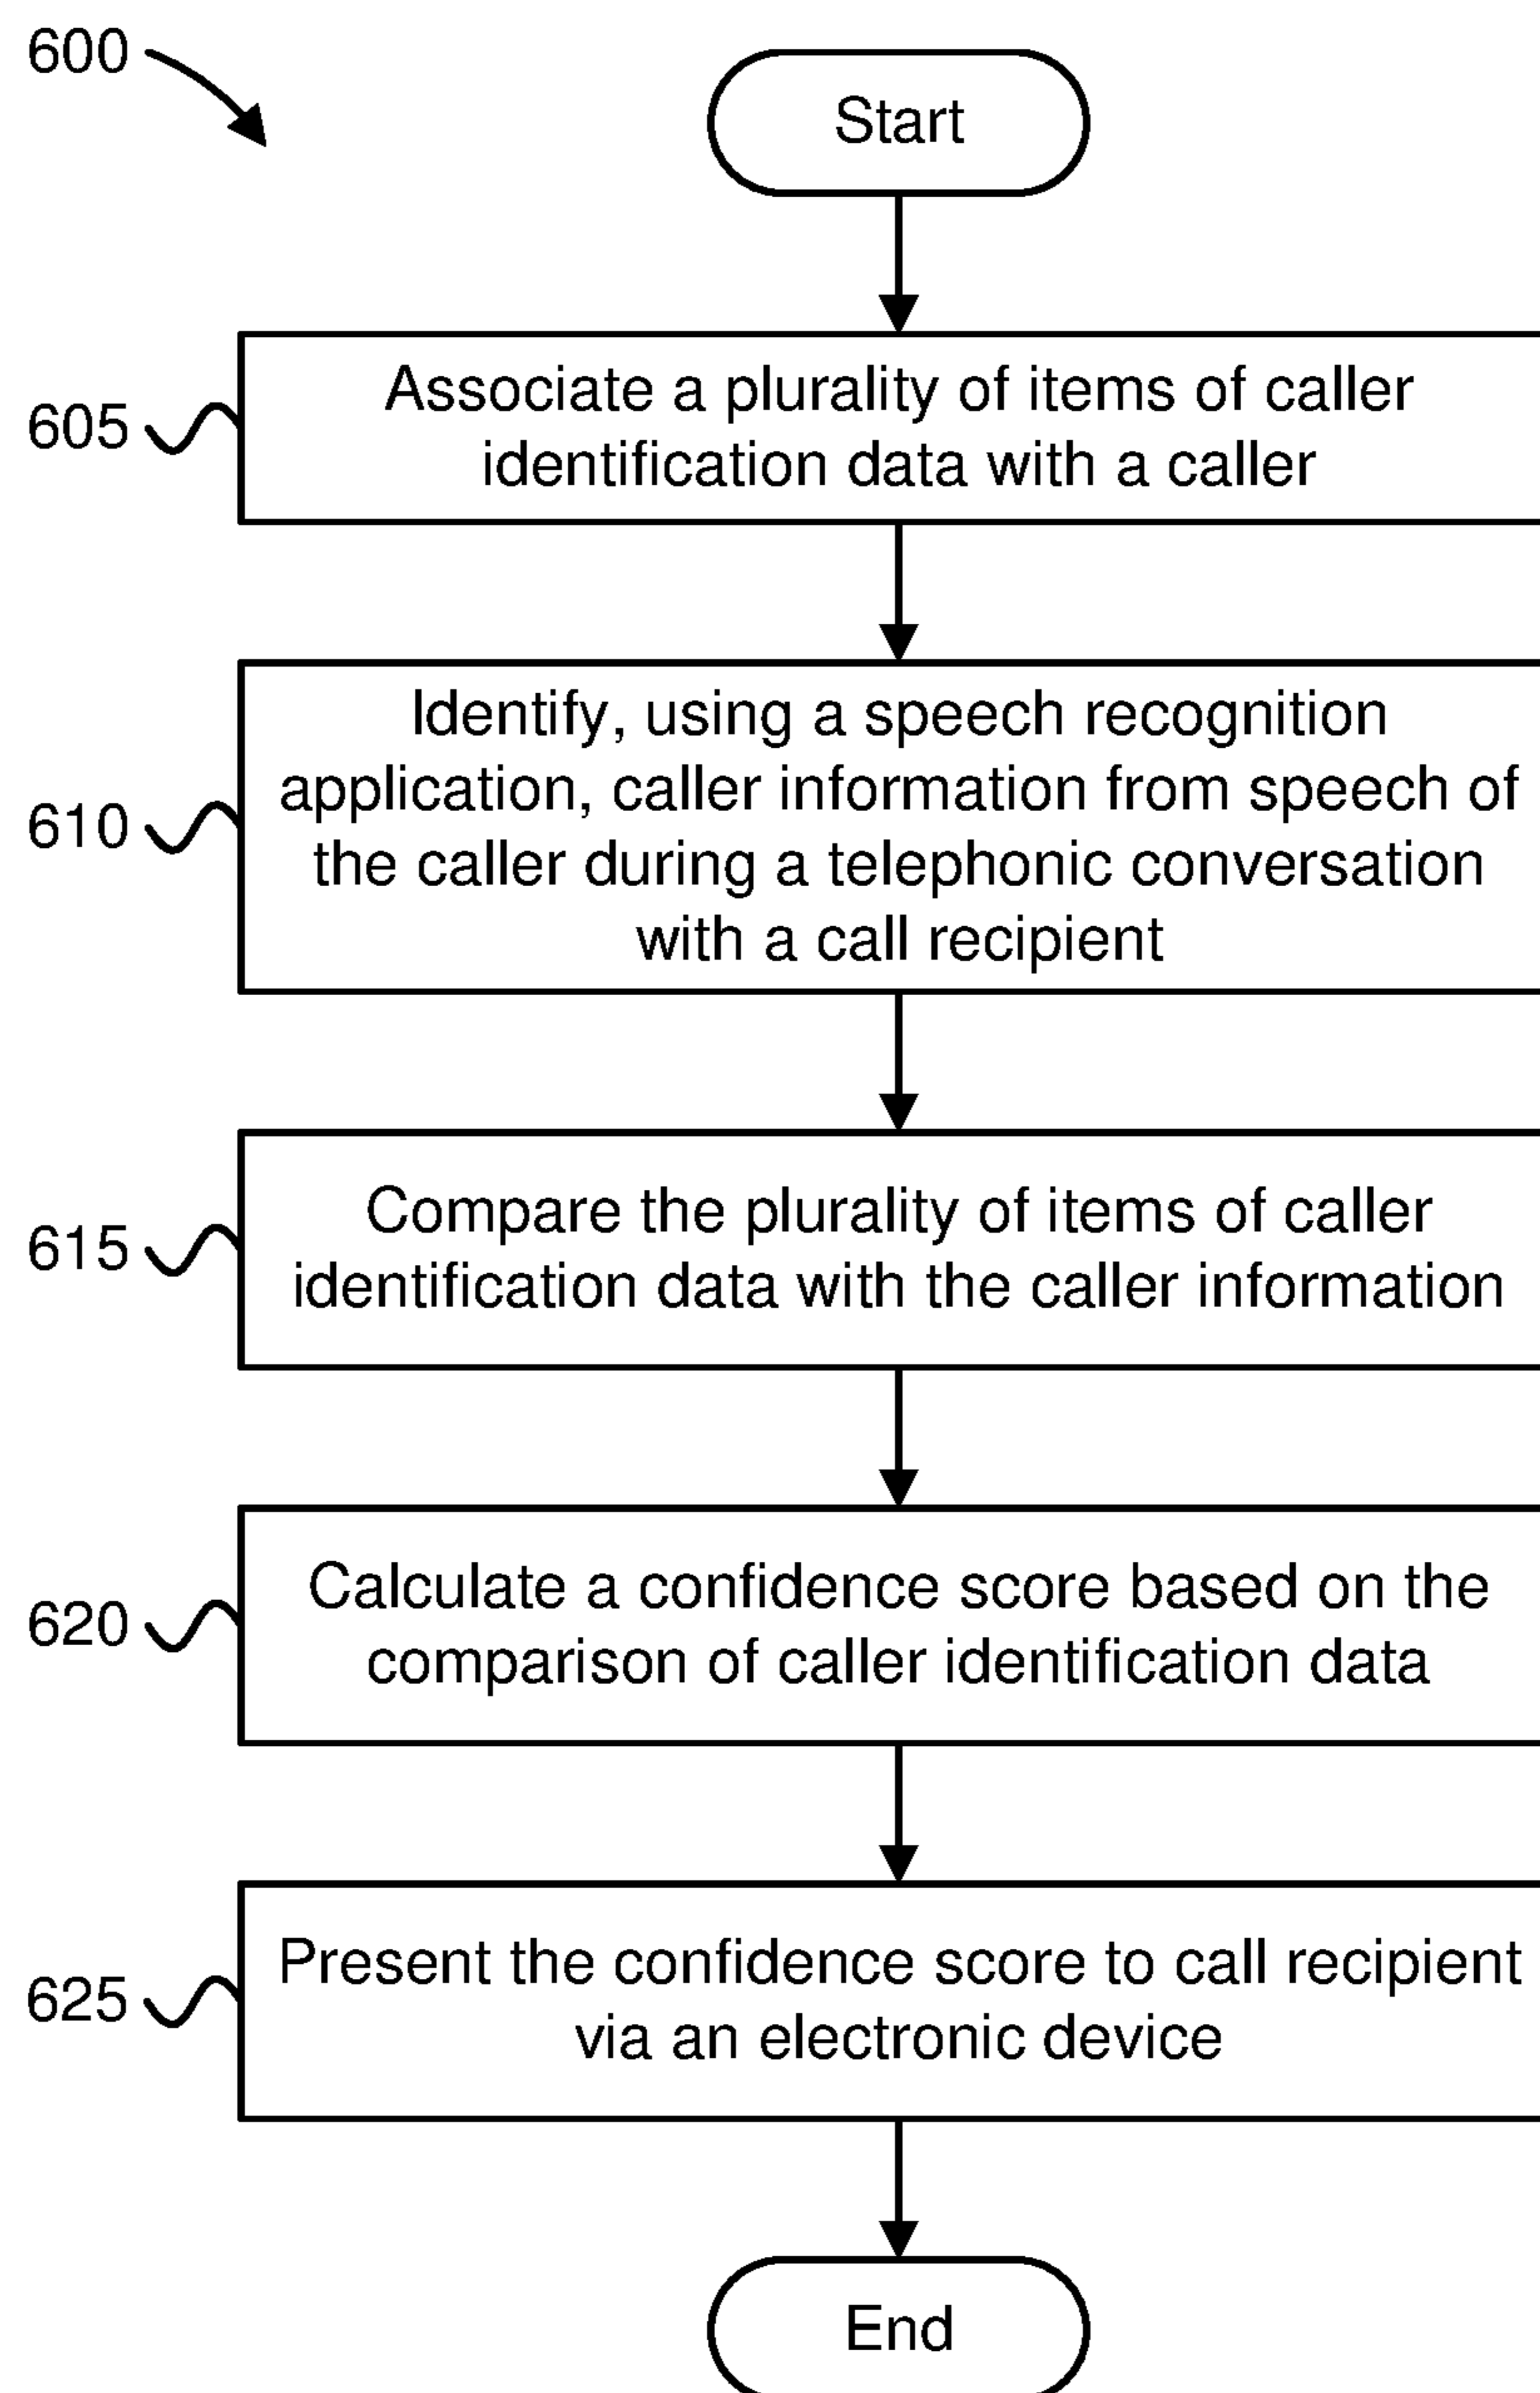 600
Start
605
Associate a plurality of items of caller
identification data with a caller
610
Identify, using a speech recognition
application, caller information from speech of
the caller during a telephonic conversation
with a call recipient
615
Compare the plurality of items of caller
identification data with the caller information
620
Calculate a confidence score based on the
comparison of caller identification data
625
Present the confidence score to call recipient
via an electronic device
End